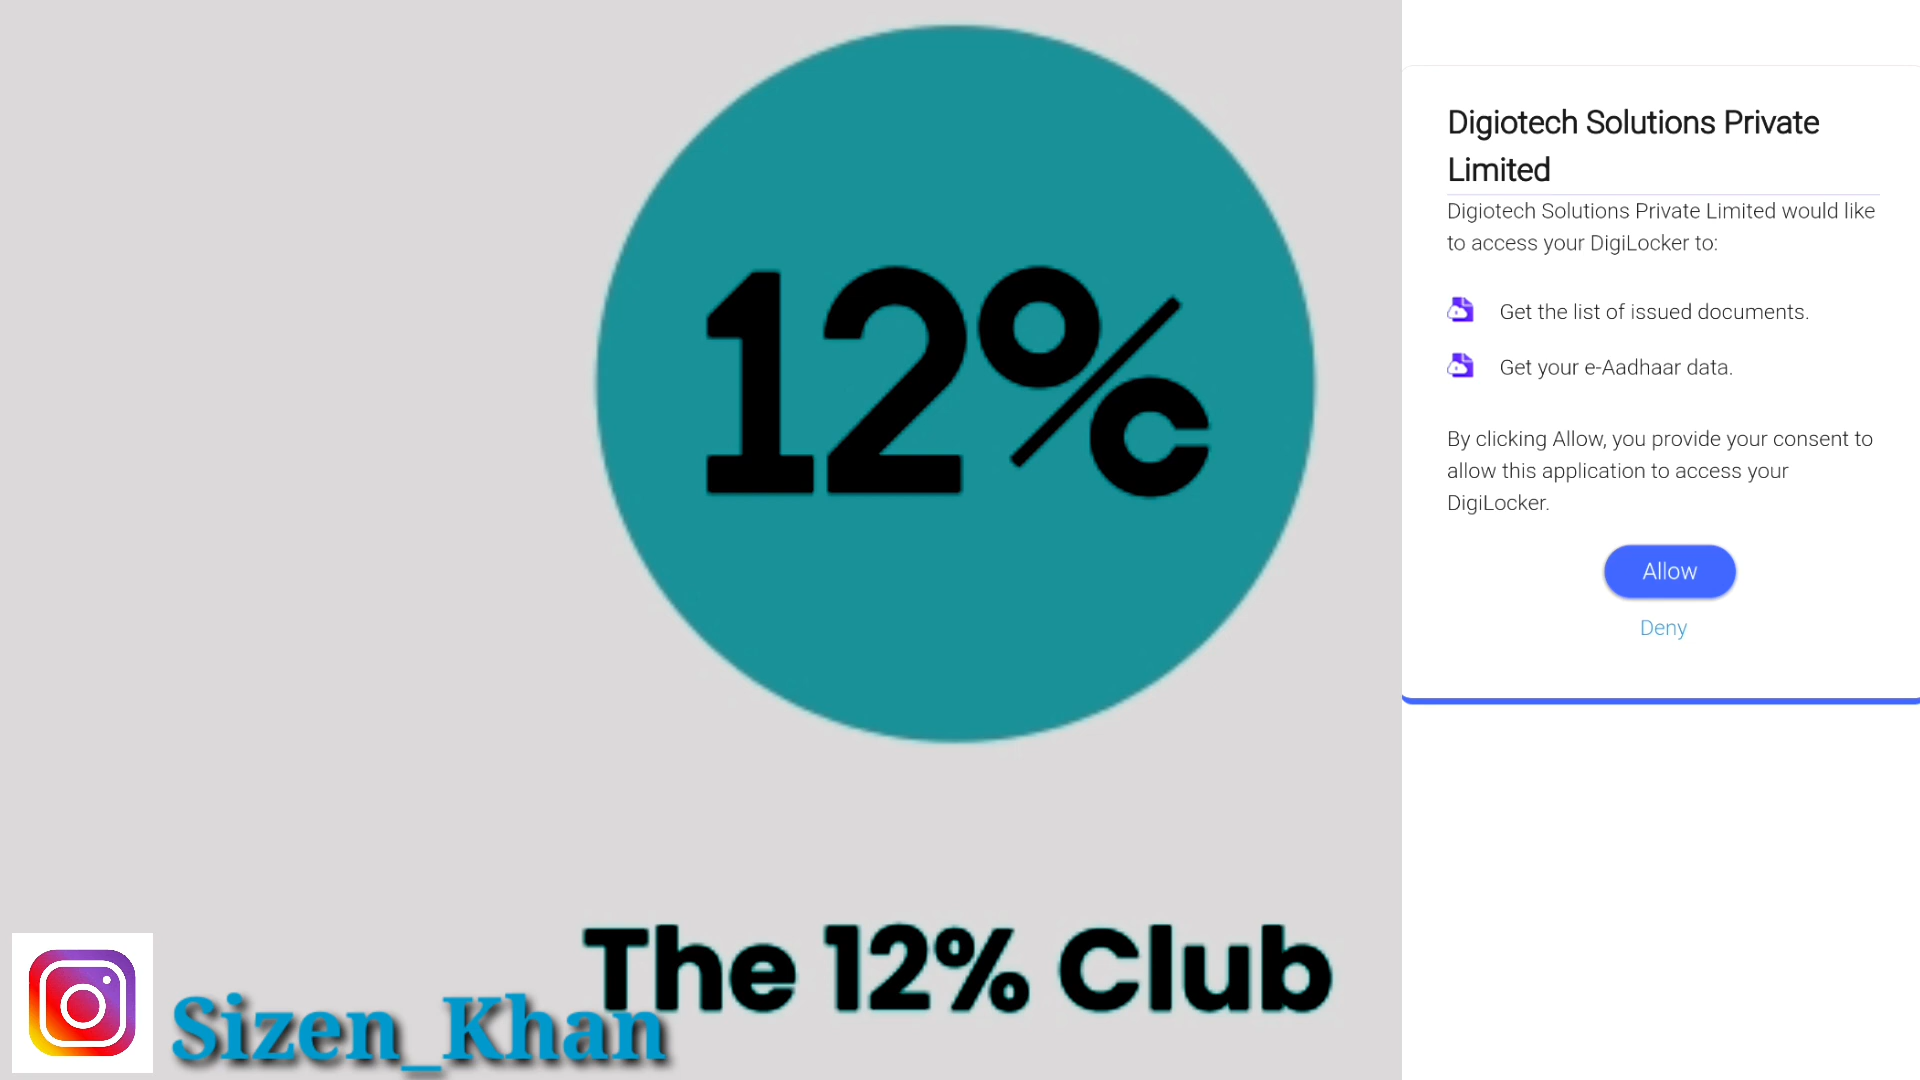 12%
The 12% Club
Sizen_Khan
Digiotech Solutions Private
Limited
Digiotech Solutions Private Limited would like
to access your DigiLocker to:
Get the list of issued documents.
Get your e-Aadhaar data.
By clicking Allow, you provide your consent to
allow this application to access your
DigiLocker.
Allow
Deny